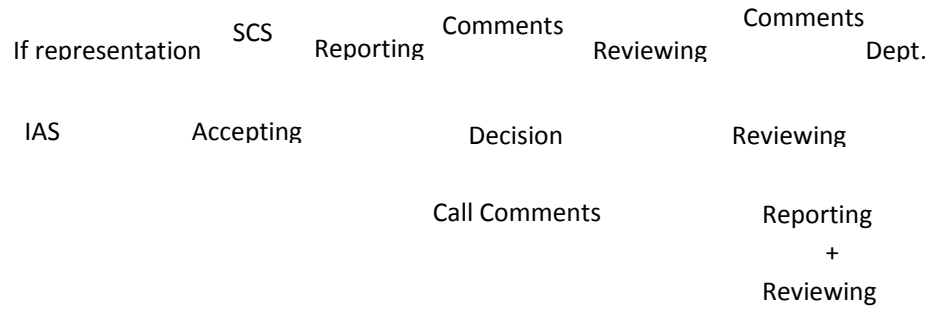 If representation SCS Reporting Comments Reviewing Comments Dept.
IAS Accepting Decision Reviewing
Call Comments Reporting
+
Reviewing